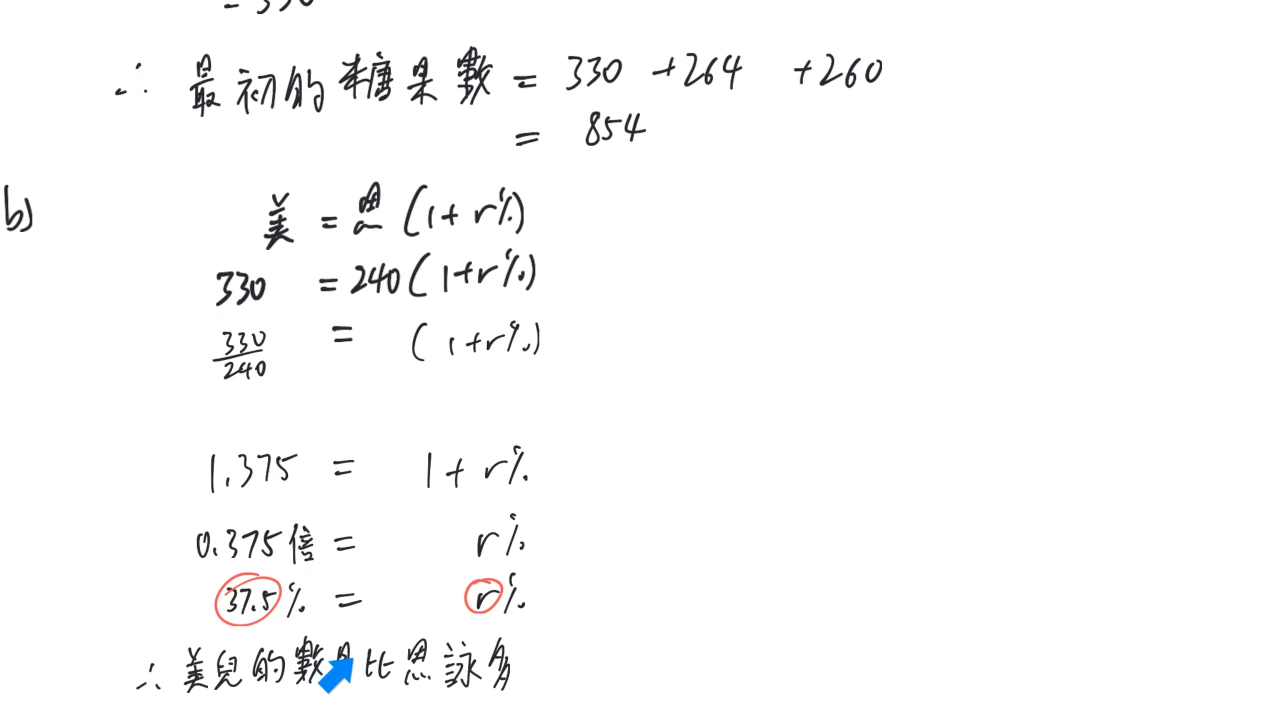 = 330
∴ 最初的糖果數 = 330 + 264 + 260
= 854
b) 美 = 思 (1 + r%)
330 = 240 (1 + r%)
330/240 = (1 + r%)
1.375 = 1 + r%
0.375倍 = r%
37.5% = r%
∴ 美兒的數 比思詠多